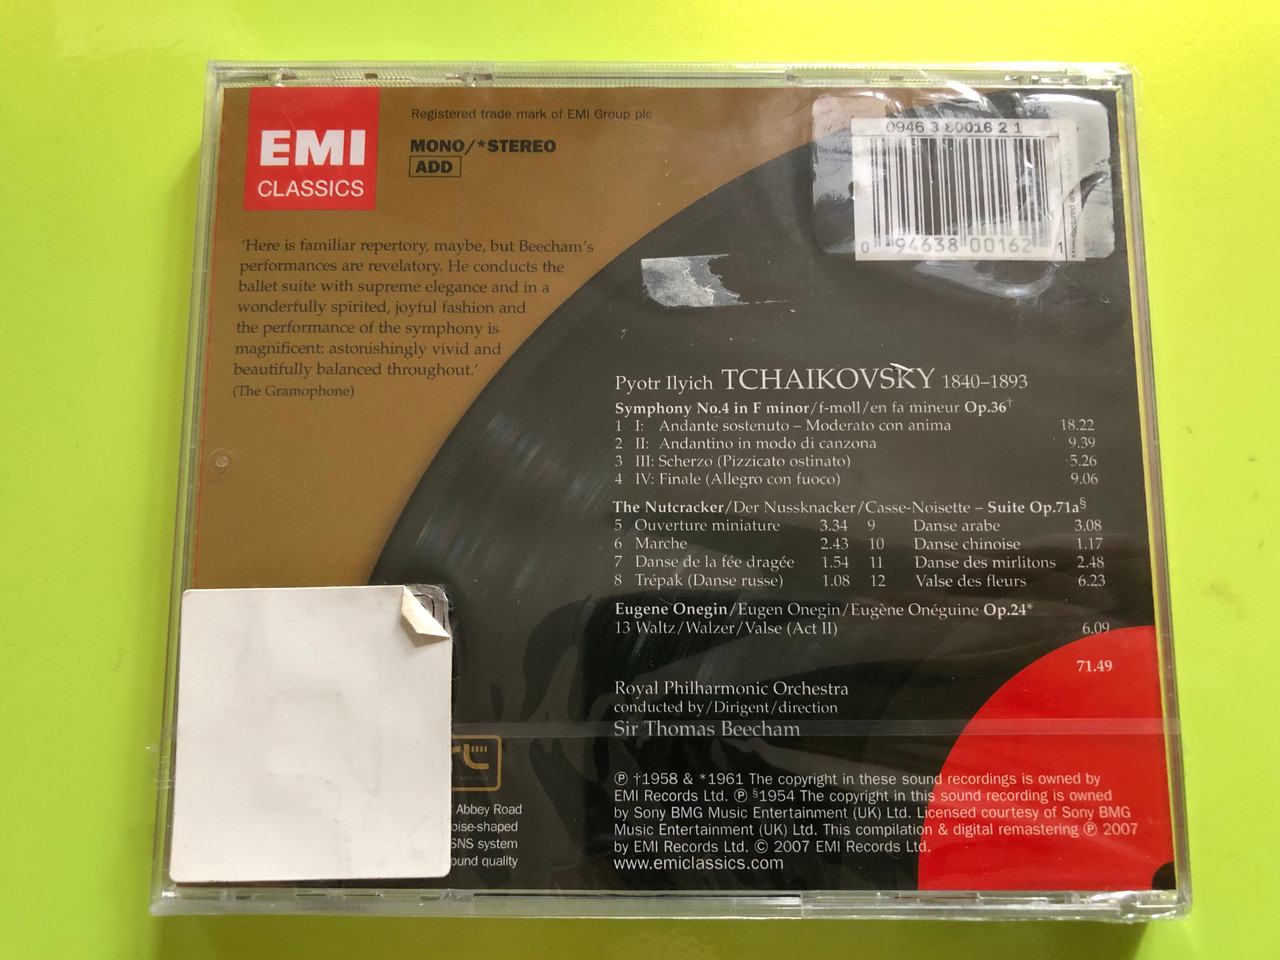 EMI
CLASSICS
Registered trade mark of EMI Group plc
MONO/*STEREO
ADD
0946 3 80016 2 1
0 94638 00162 1
'Here is familiar repertory, maybe, but Beecham's
performances are revelatory. He conducts the
ballet suite with supreme elegance and in a
wonderfully spirited, joyful fashion and
the performance of the symphony is
magnificent: astonishingly vivid and
beautifully balanced throughout.'
(The Gramophone)
Pyotr Ilyich TCHAIKOVSKY 1840–1893
Symphony No.4 in F minor/f-moll/en fa mineur Op.36†
1 I: Andante sostenuto – Moderato con anima 18.22
2 II: Andantino in modo di canzona 9.39
3 III: Scherzo (Pizzicato ostinato) 5.26
4 IV: Finale (Allegro con fuoco) 9.06
The Nutcracker/Der Nussknacker/Casse-Noisette – Suite Op.71a§
5 Ouverture miniature 3.34 9 Danse arabe 3.08
6 Marche 2.43 10 Danse chinoise 1.17
7 Danse de la fée dragée 1.54 11 Danse des mirlitons 2.48
8 Trépak (Danse russe) 1.08 12 Valse des fleurs 6.23
Eugene Onegin/Eugen Onegin/Eugène Onéguine Op.24*
13 Waltz/Walzer/Valse (Act II) 6.09
71.49
Royal Philharmonic Orchestra
conducted by/Dirigent/direction
Sir Thomas Beecham
Abbey Road
oise-shaped
SNS system
ound quality
℗ †1958 & *1961 The copyright in these sound recordings is owned by
EMI Records Ltd. ℗ §1954 The copyright in this sound recording is owned
by Sony BMG Music Entertainment (UK) Ltd. Licensed courtesy of Sony BMG
Music Entertainment (UK) Ltd. This compilation & digital remastering ℗ 2007
by EMI Records Ltd. © 2007 EMI Records Ltd.
www.emiclassics.com